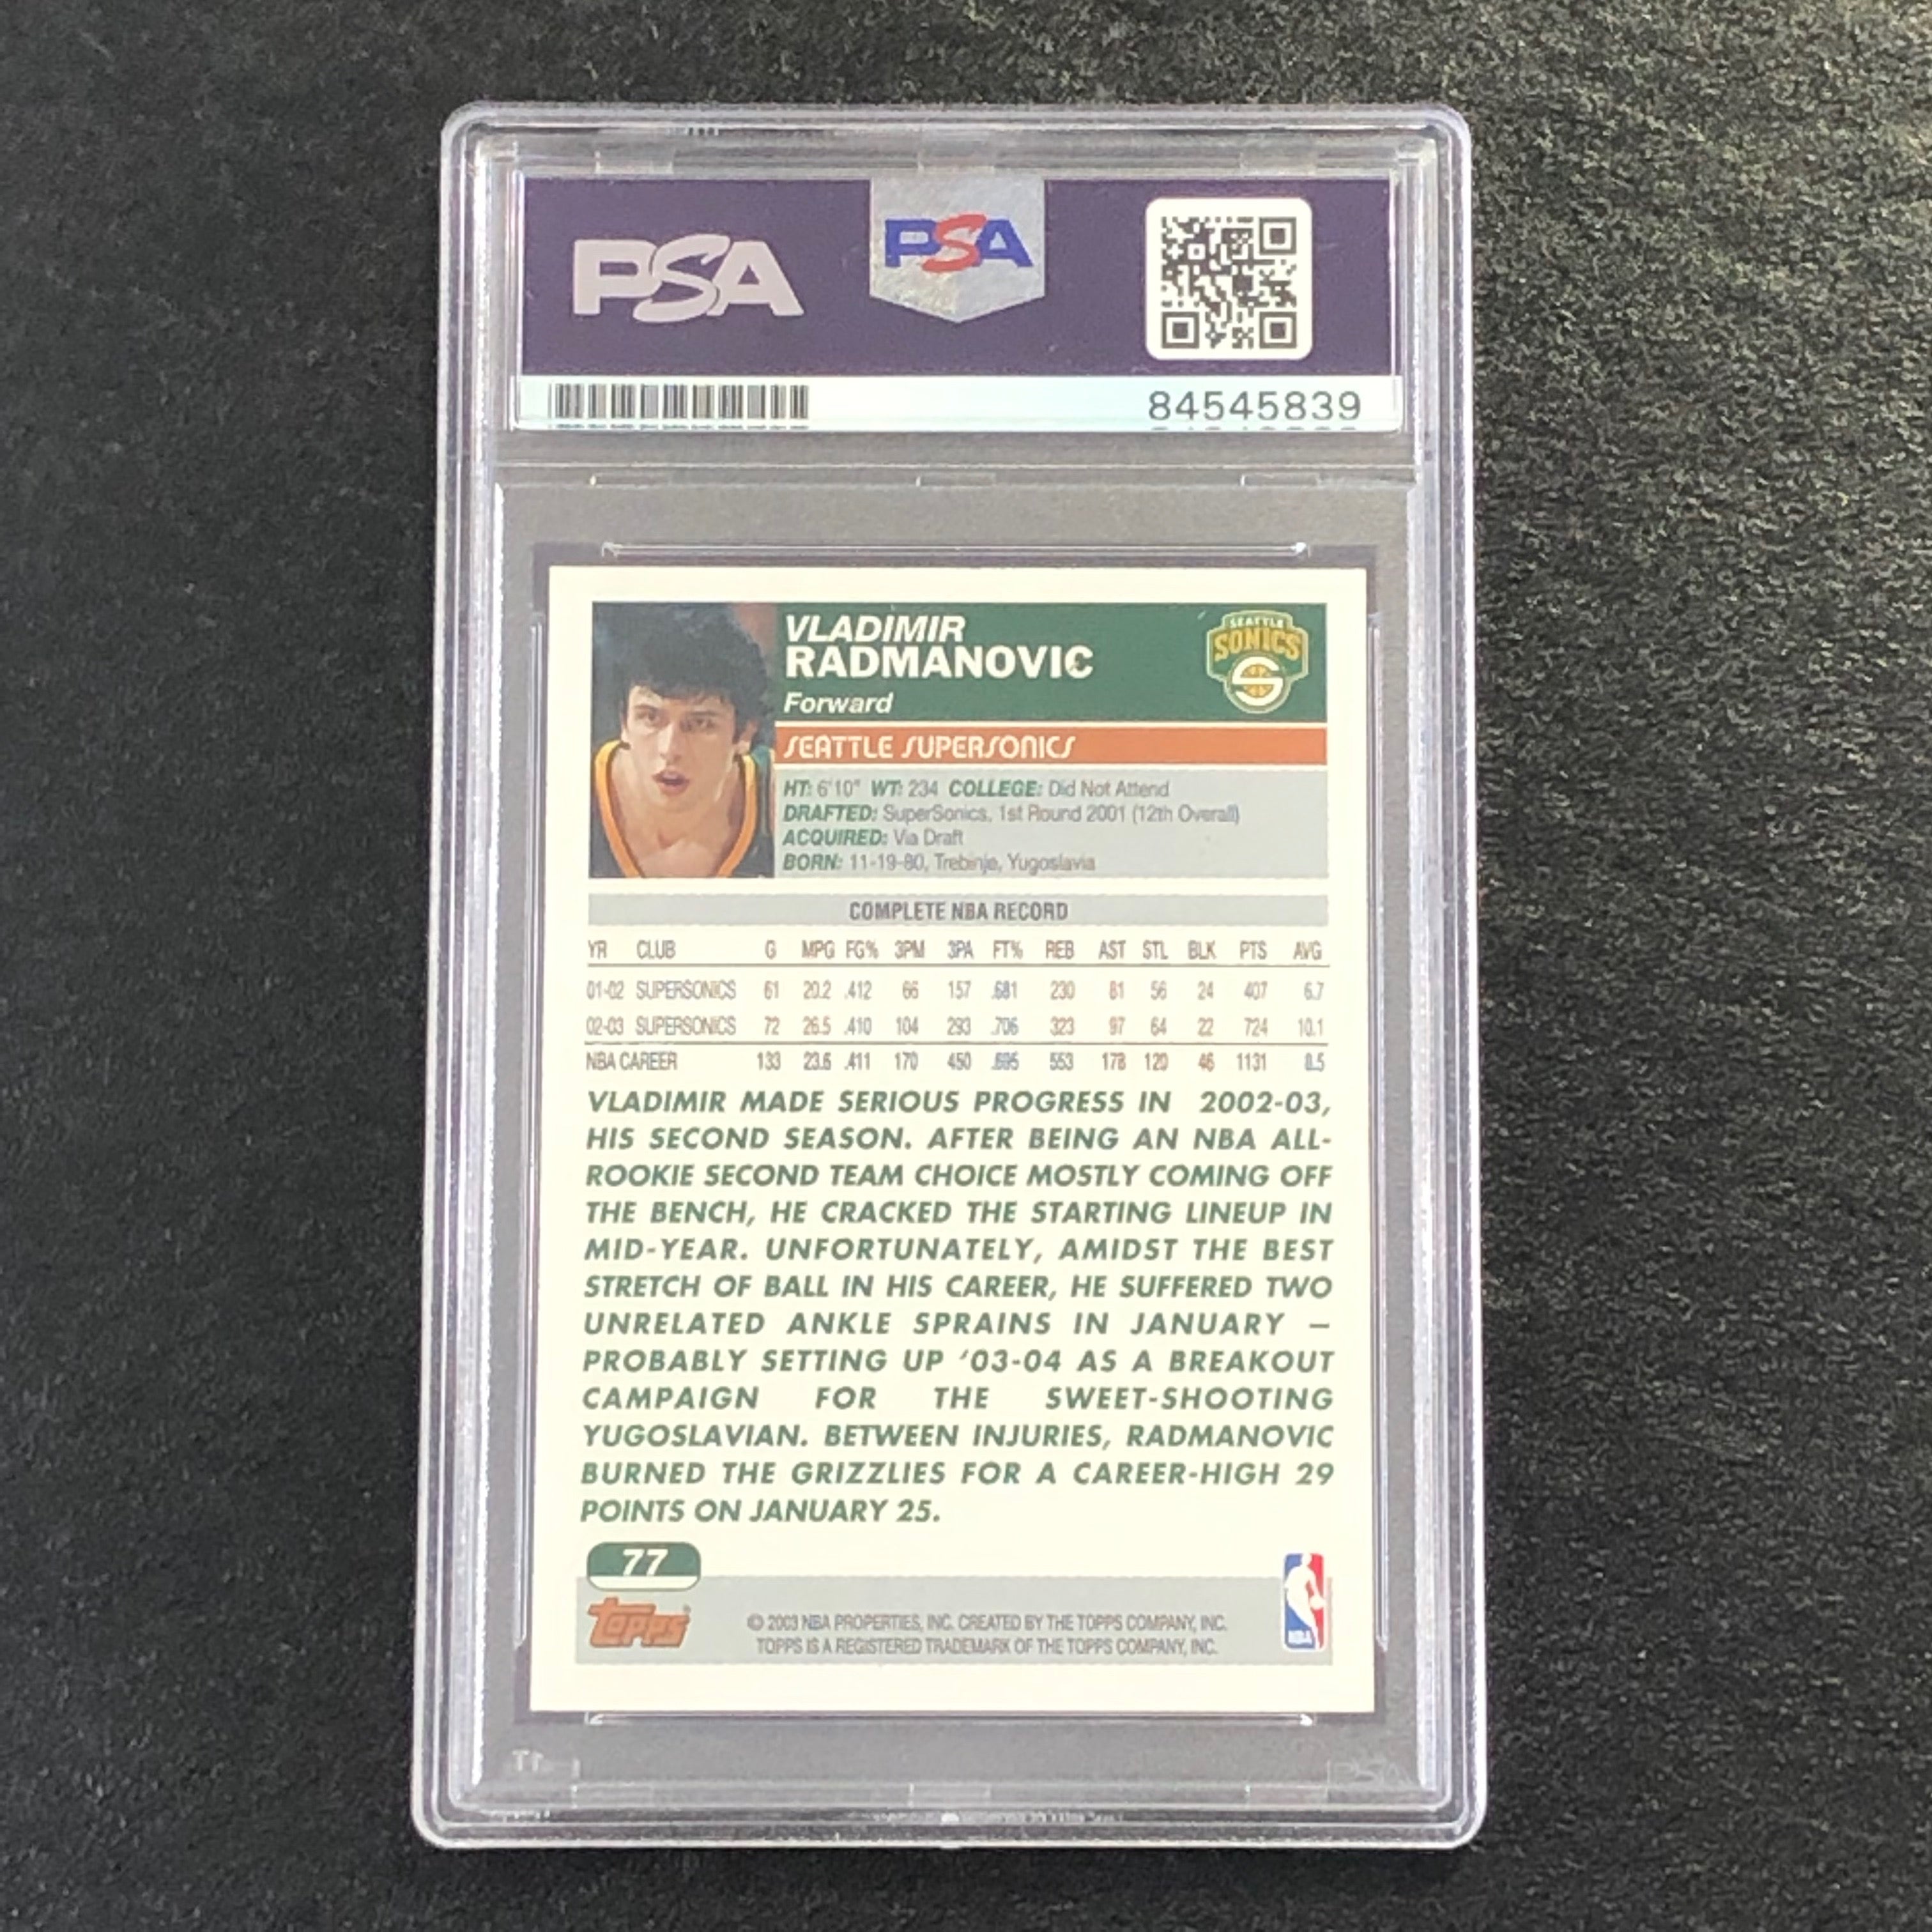 PSA
PSA
84545839
VLADIMIR
RADMANOVIC
Forward
SEATTLE
SONICS
S
SEATTLE SUPERSONICS
HT: 6'10" WT: 234 COLLEGE: Did Not Attend
DRAFTED: SuperSonics, 1st Round 2001 (12th Overall)
ACQUIRED: Via Draft
BORN: 11-19-80, Trebinje, Yugoslavia
COMPLETE NBA RECORD
YR CLUB G MPG FG% 3PM 3PA FT% REB AST STL BLK PTS AVG
01-02 SUPERSONICS 61 20.2 .412 66 157 .681 230 81 56 24 407 6.7
02-03 SUPERSONICS 72 26.5 .410 104 293 .706 323 97 64 22 724 10.1
NBA CAREER 133 23.6 .411 170 450 .695 553 178 120 46 1131 8.5
VLADIMIR MADE SERIOUS PROGRESS IN 2002-03,
HIS SECOND SEASON. AFTER BEING AN NBA ALL-
ROOKIE SECOND TEAM CHOICE MOSTLY COMING OFF
THE BENCH, HE CRACKED THE STARTING LINEUP IN
MID-YEAR. UNFORTUNATELY, AMIDST THE BEST
STRETCH OF BALL IN HIS CAREER, HE SUFFERED TWO
UNRELATED ANKLE SPRAINS IN JANUARY —
PROBABLY SETTING UP '03-04 AS A BREAKOUT
CAMPAIGN FOR THE SWEET-SHOOTING
YUGOSLAVIAN. BETWEEN INJURIES, RADMANOVIC
BURNED THE GRIZZLIES FOR A CAREER-HIGH 29
POINTS ON JANUARY 25.
77
topps®
© 2003 NBA PROPERTIES, INC. CREATED BY THE TOPPS COMPANY, INC.
TOPPS IS A REGISTERED TRADEMARK OF THE TOPPS COMPANY, INC.
NBA